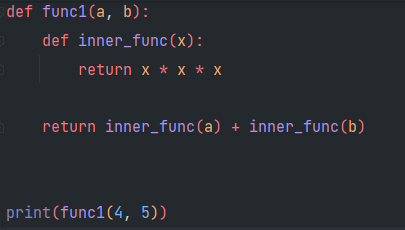 def func1(a, b):
    def inner_func(x):
        return x * x * x

    return inner_func(a) + inner_func(b)


print(func1(4, 5))